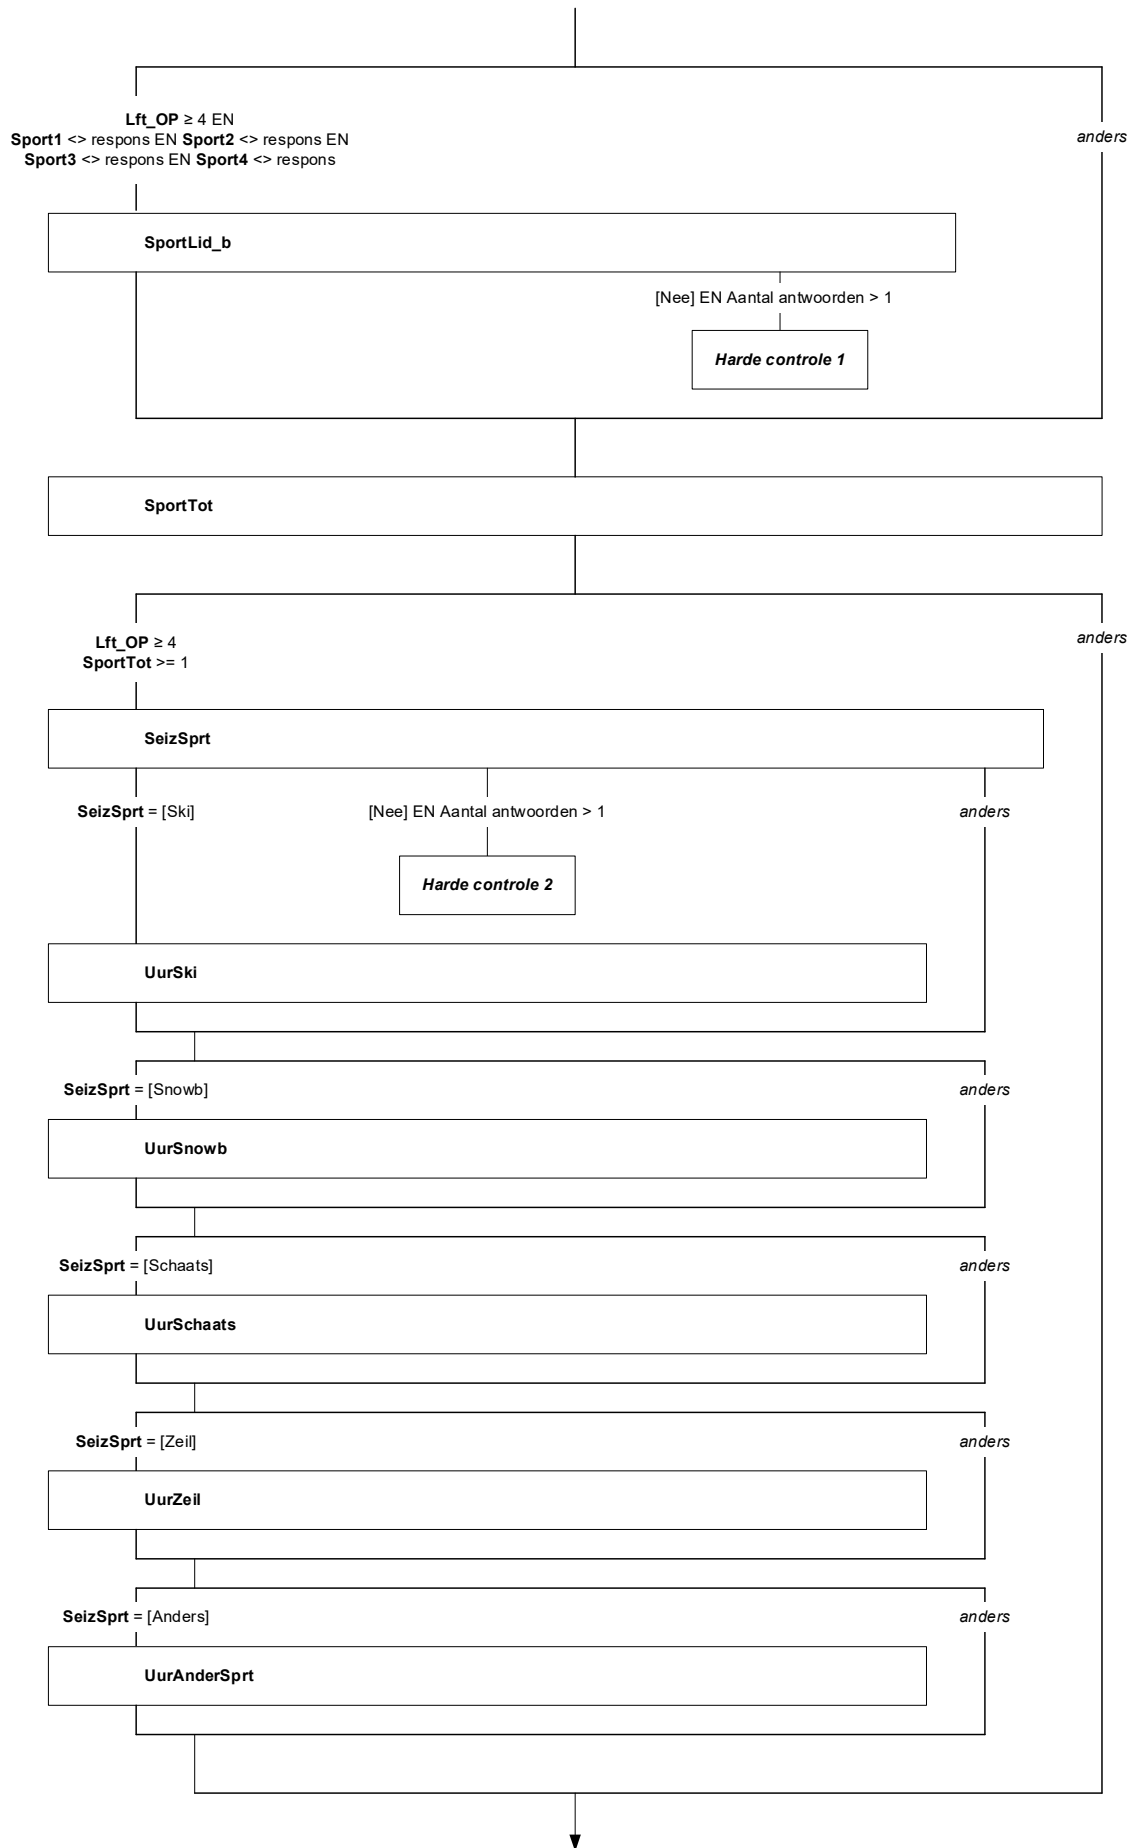 Lft_OP ≥ 4 EN
Sport1 <> respons EN Sport2 <> respons EN
Sport3 <> respons EN Sport4 <> respons
anders
SportLid_b
[Nee] EN Aantal antwoorden > 1
Harde controle 1
SportTot
Lft_OP ≥ 4
SportTot >= 1
anders
SeizSprt
SeizSprt = [Ski]
[Nee] EN Aantal antwoorden > 1
anders
Harde controle 2
UurSki
SeizSprt = [Snowb]
anders
UurSnowb
SeizSprt = [Schaats]
anders
UurSchaats
SeizSprt = [Zeil]
anders
UurZeil
SeizSprt = [Anders]
anders
UurAnderSprt